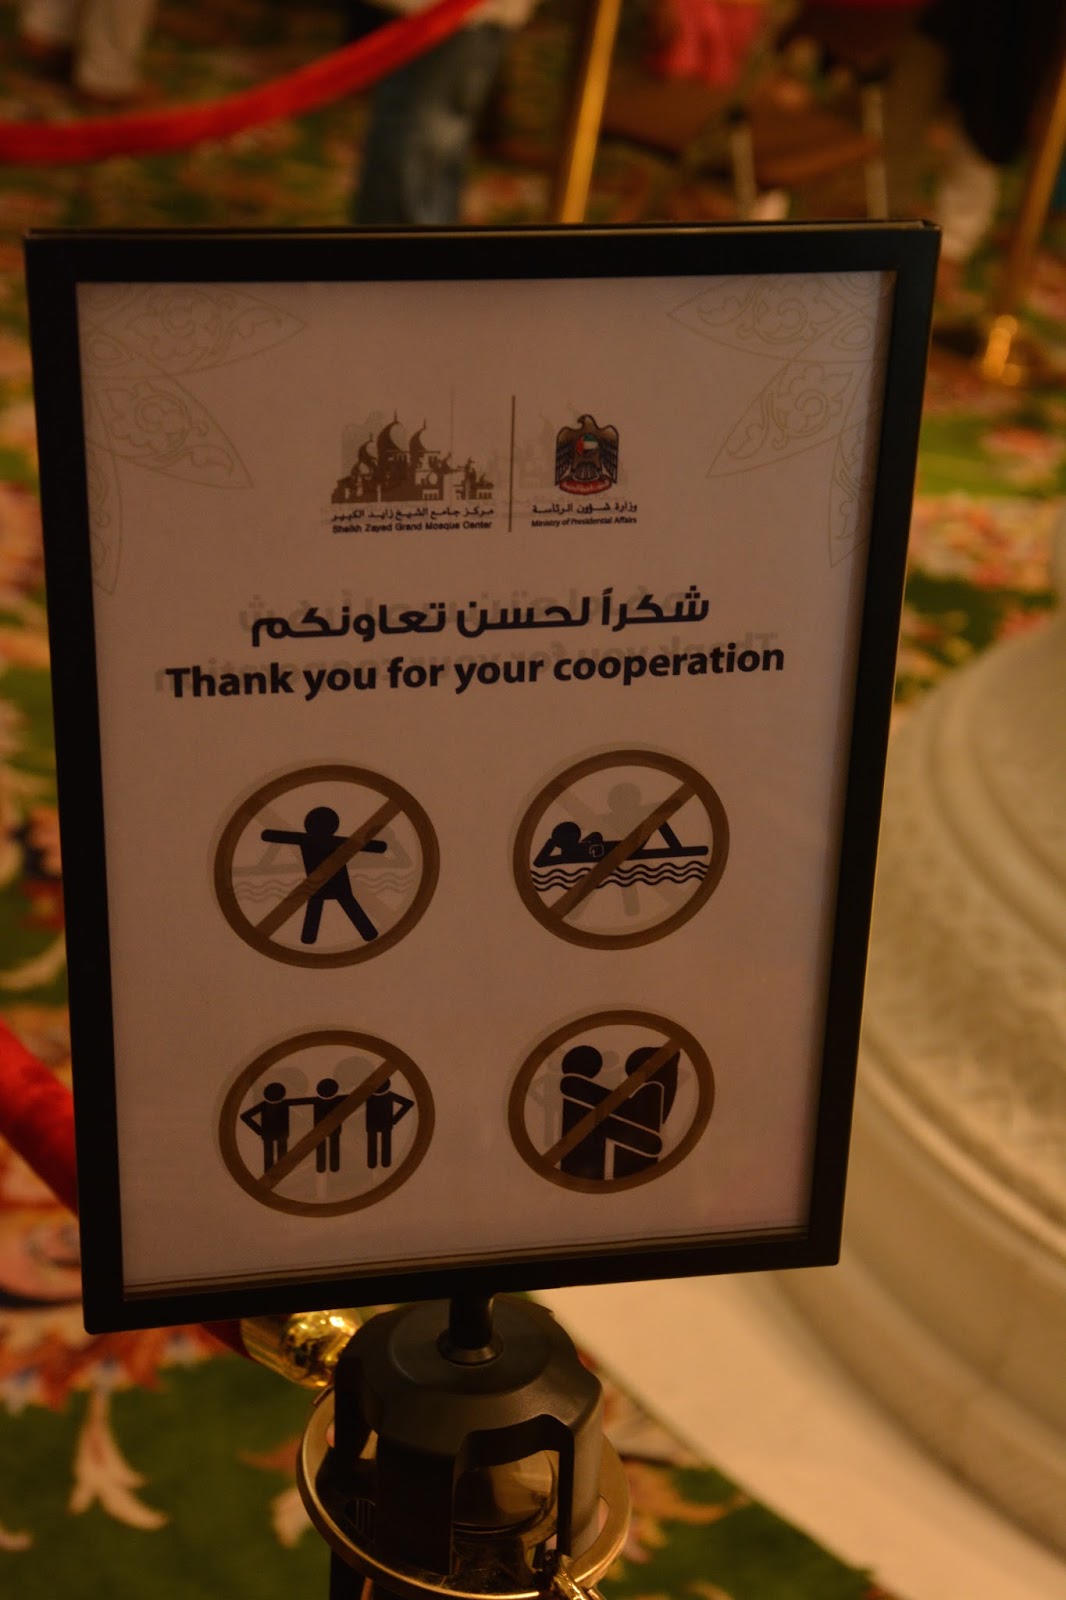 مركز جامع الشيخ زايد الكبير
Sheikh Zayed Grand Mosque Center
وزارة شؤون الرئاسة
Ministry of Presidential Affairs
شكراً لحسن تعاونكم
Thank you for your cooperation